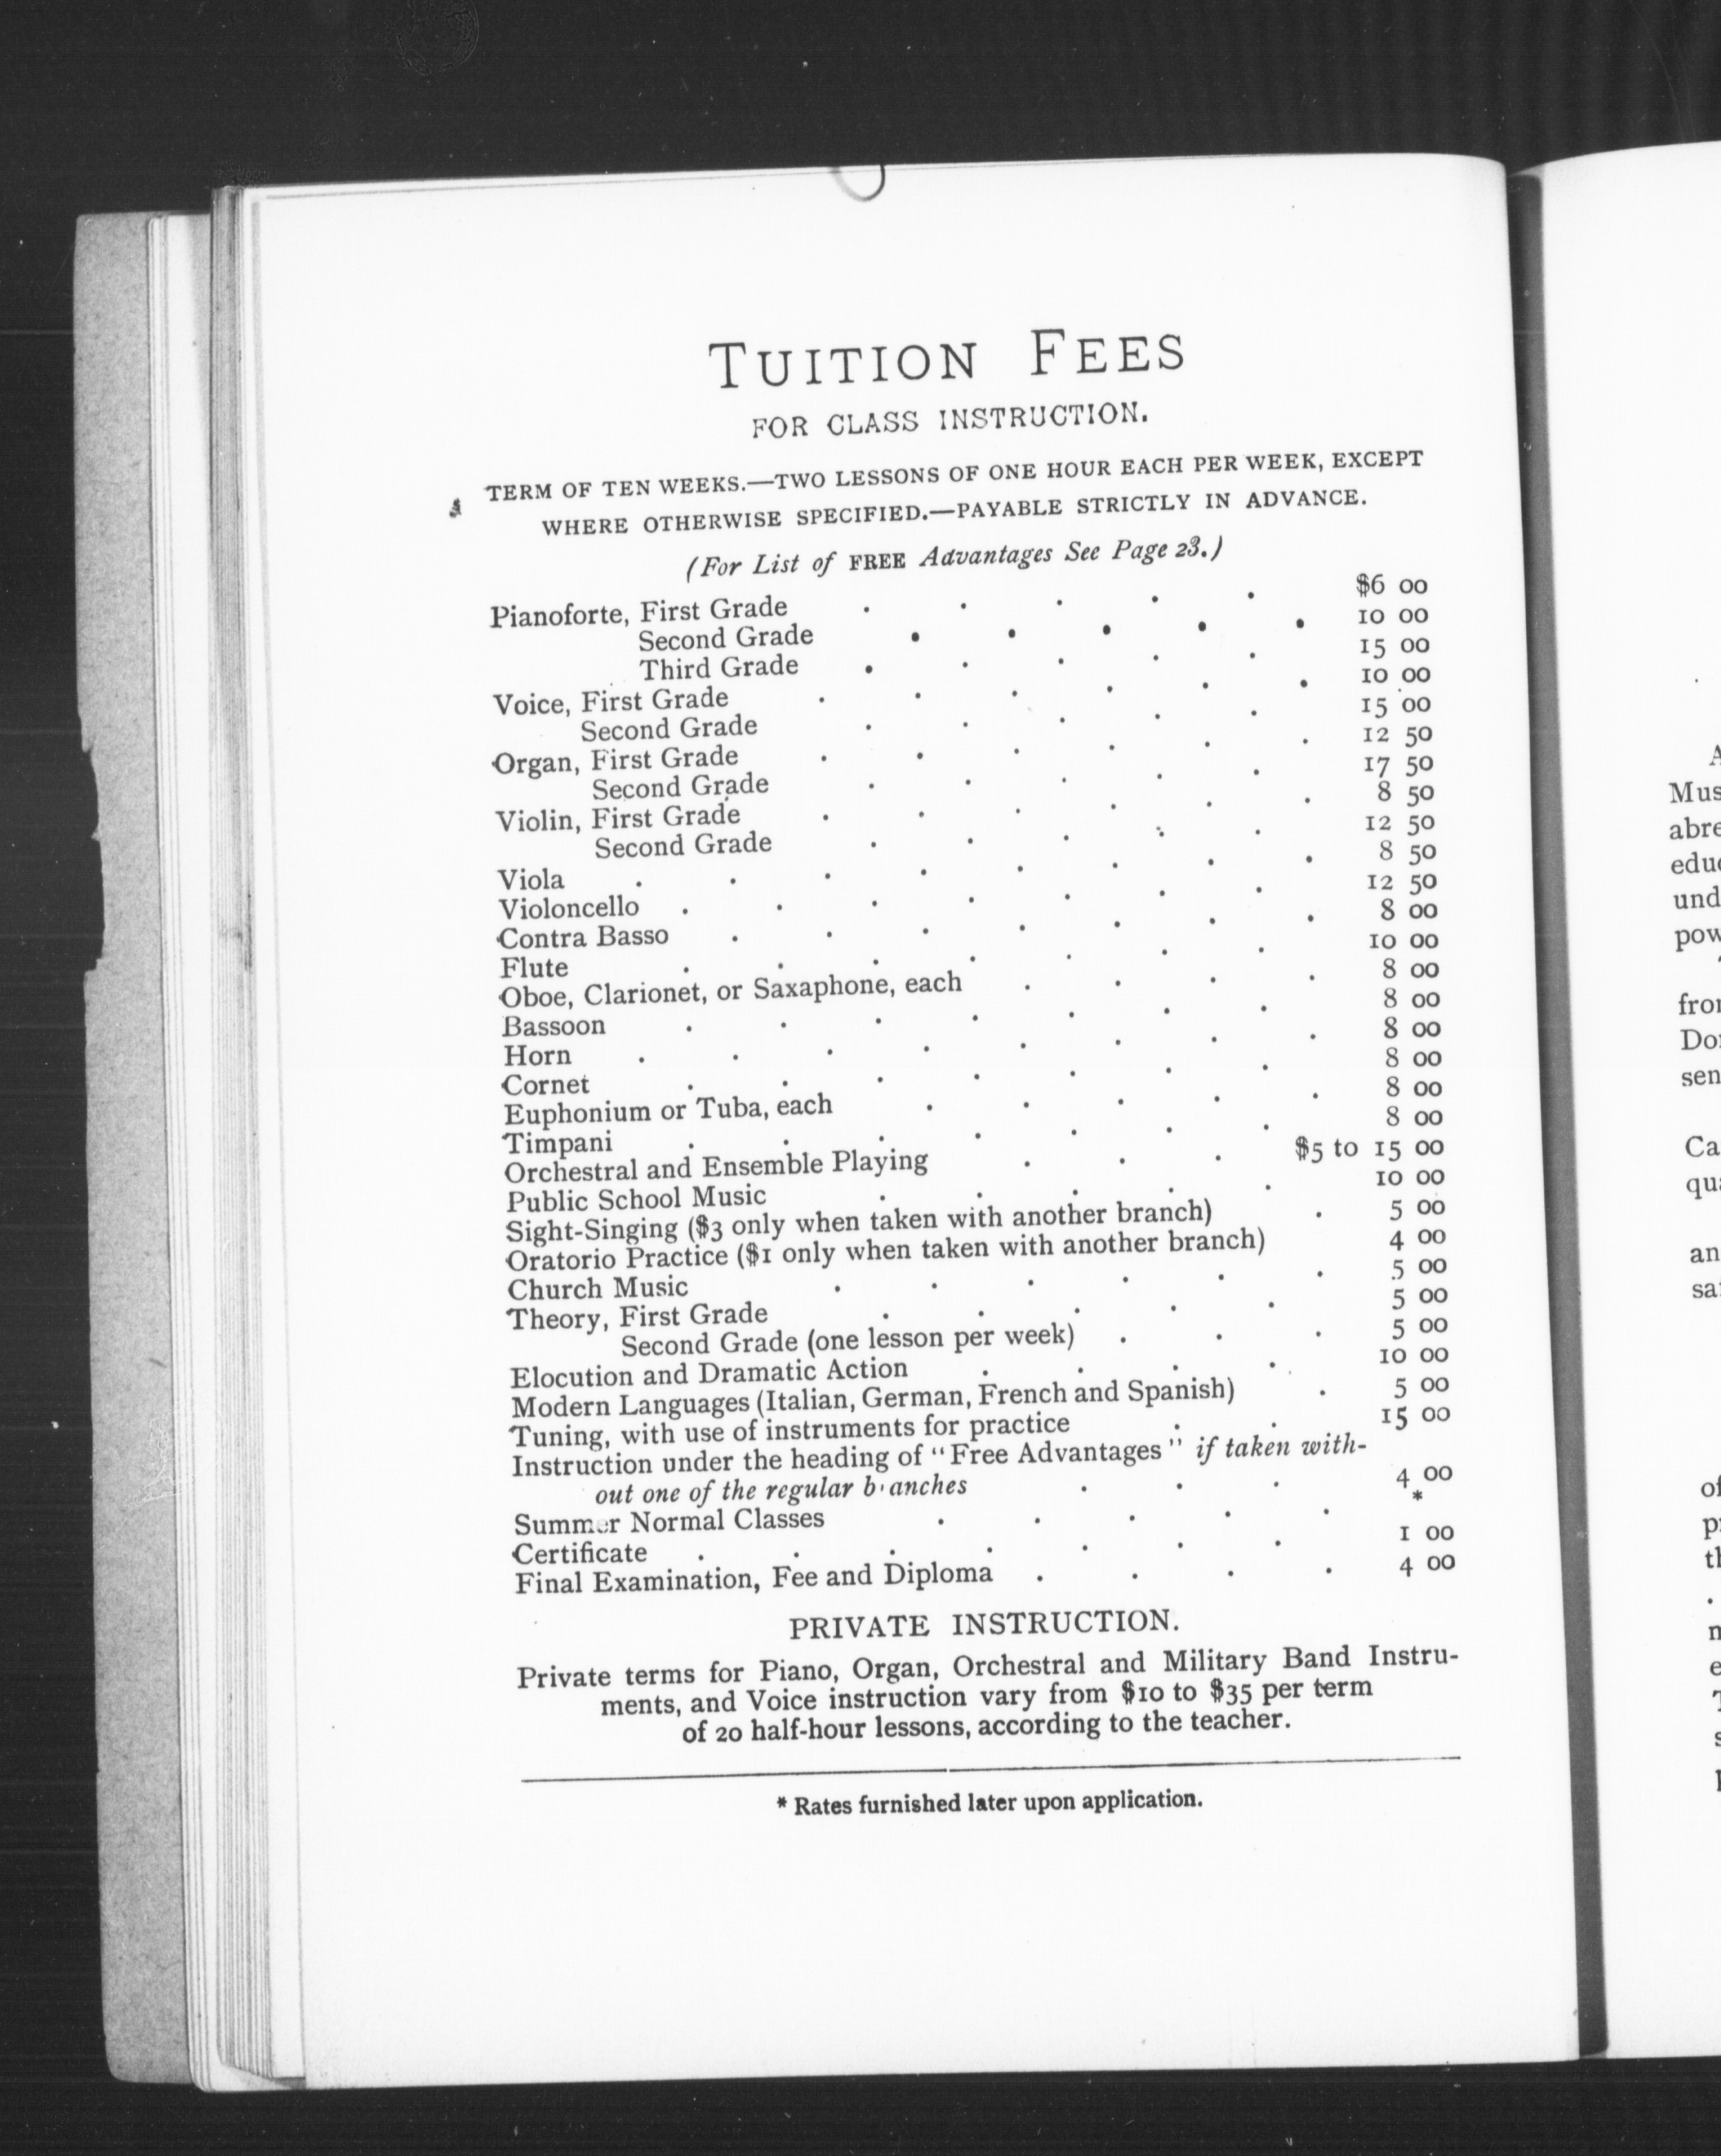 TUITION FEES
FOR CLASS INSTRUCTION.
TERM OF TEN WEEKS.—TWO LESSONS OF ONE HOUR EACH PER WEEK, EXCEPT
WHERE OTHERWISE SPECIFIED.—PAYABLE STRICTLY IN ADVANCE.
(For List of FREE Advantages See Page 23.)
Pianoforte, First Grade . . . . . $6 00
Second Grade . . . . . 10 00
Third Grade . . . . . 15 00
Voice, First Grade . . . . . . 10 00
Second Grade . . . . . 15 00
Organ, First Grade . . . . . . 12 50
Second Grade . . . . . 17 50
Violin, First Grade . . . . . . 8 50
Second Grade . . . . . 12 50
Viola . . . . . . . . 8 50
Violoncello . . . . . . . 12 50
Contra Basso . . . . . . . 8 00
Flute . . . . . . . 10 00
Oboe, Clarionet, or Saxaphone, each . . . . 8 00
Bassoon . . . . . . . 8 00
Horn . . . . . . . . 8 00
Cornet . . . . . . . 8 00
Euphonium or Tuba, each . . . . . 8 00
Timpani . . . . . . . 8 00
Orchestral and Ensemble Playing . . . $5 to 15 00
Public School Music . . . . . 10 00
Sight-Singing ($3 only when taken with another branch) . 5 00
Oratorio Practice ($1 only when taken with another branch) 4 00
Church Music . . . . . . 5 00
Theory, First Grade . . . . . 5 00
Second Grade (one lesson per week) . . . 5 00
Elocution and Dramatic Action . . . . 10 00
Modern Languages (Italian, German, French and Spanish) . 5 00
Tuning, with use of instruments for practice . . 15 00
Instruction under the heading of "Free Advantages" if taken with-
out one of the regular branches . . . 4 00
Summer Normal Classes . . . . . *
Certificate . . . . . . . 1 00
Final Examination, Fee and Diploma . . . . 4 00
PRIVATE INSTRUCTION.
Private terms for Piano, Organ, Orchestral and Military Band Instru-
ments, and Voice instruction vary from $10 to $35 per term
of 20 half-hour lessons, according to the teacher.
* Rates furnished later upon application.